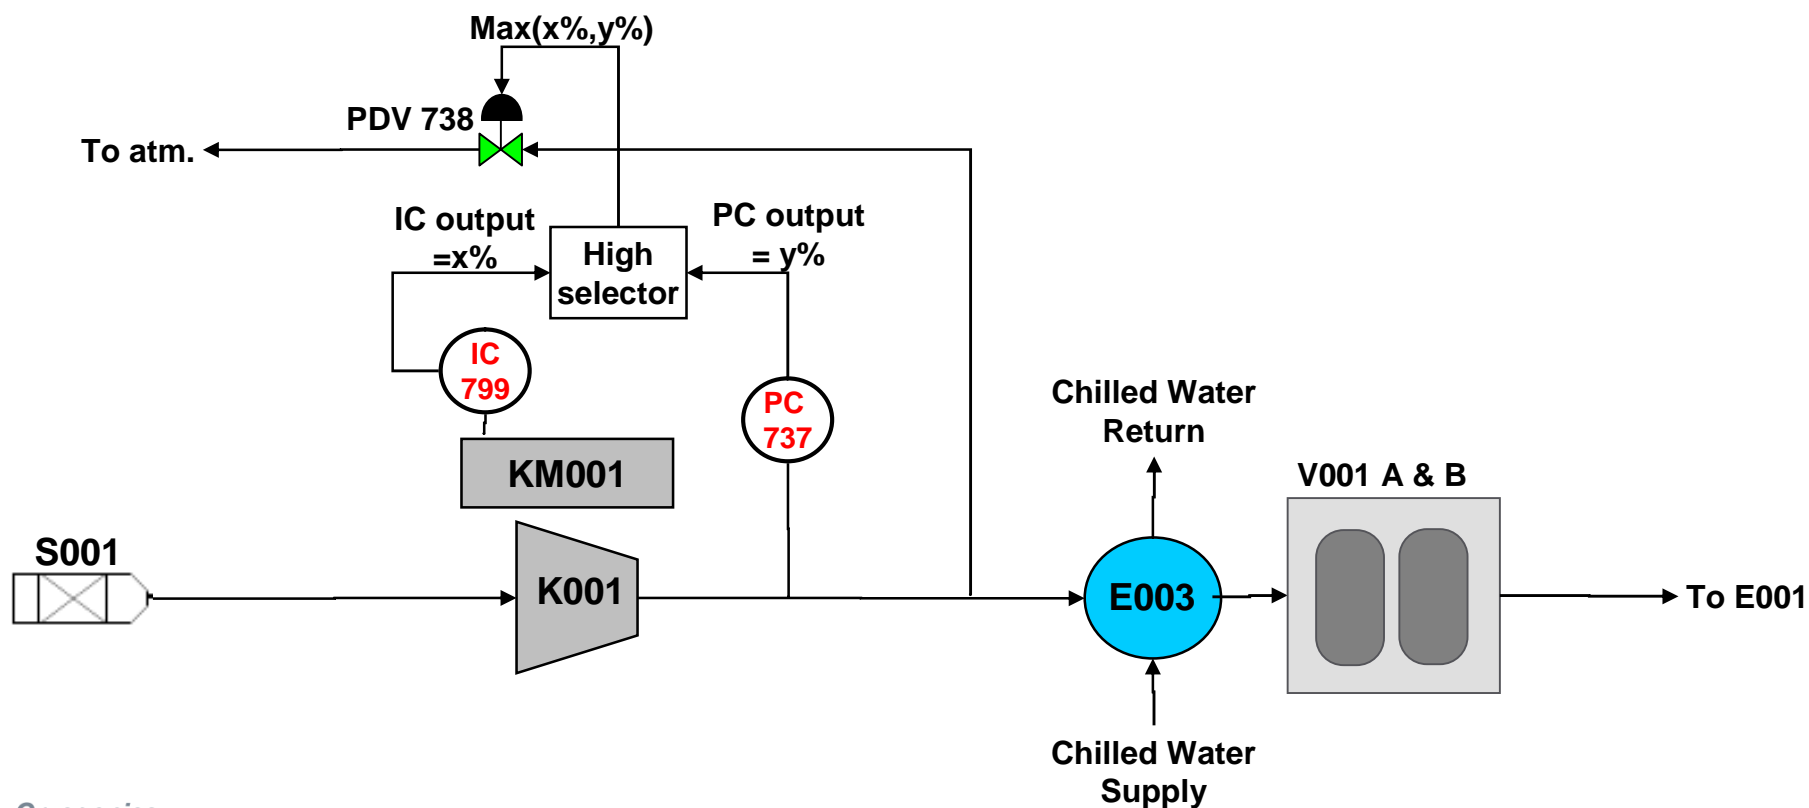 Max(x%,y%)
PDV 738
To atm.
IC output
=x%
PC output
= y%
High
selector
IC
799
PC
737
KM001
S001
K001
Chilled Water
Return
V001 A & B
E003
To E001
Chilled Water
Supply